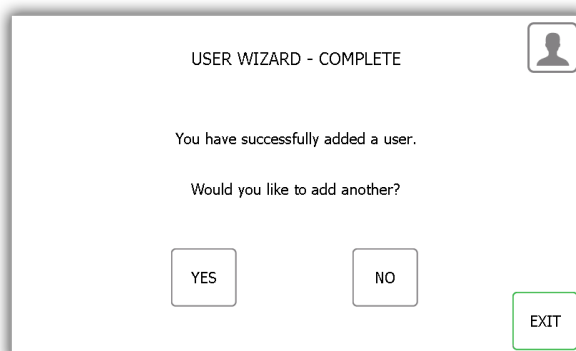 USER WIZARD - COMPLETE
You have successfully added a user.
Would you like to add another?
YES
NO
EXIT